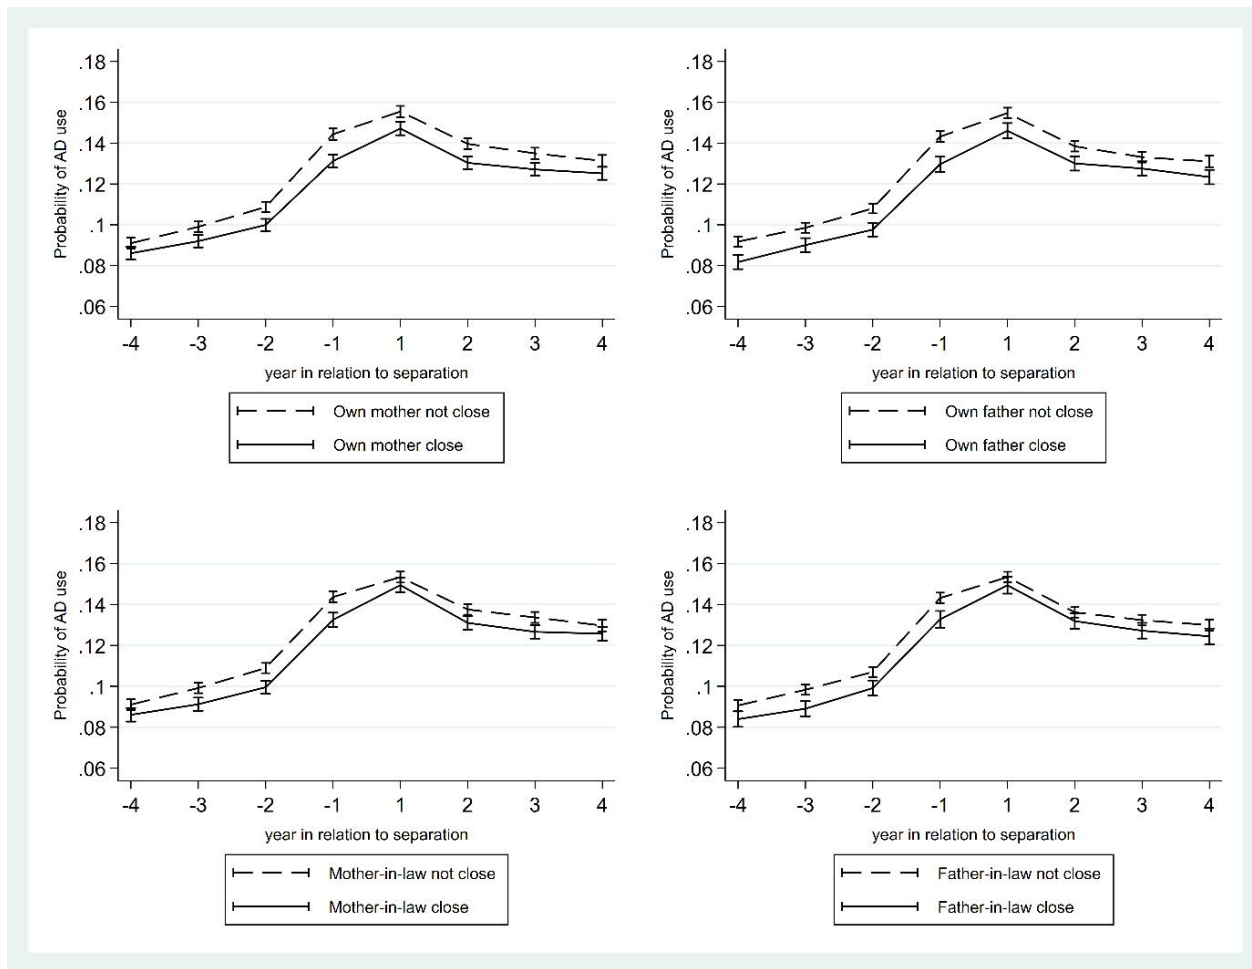 Probability of AD use
.18
.16
.14
.12
.1
.08
.06
-4 -3 -2 -1 1 2 3 4
year in relation to separation
Own mother not close
Own mother close
Probability of AD use
.18
.16
.14
.12
.1
.08
.06
-4 -3 -2 -1 1 2 3 4
year in relation to separation
Own father not close
Own father close
Probability of AD use
.18
.16
.14
.12
.1
.08
.06
-4 -3 -2 -1 1 2 3 4
year in relation to separation
Mother-in-law not close
Mother-in-law close
Probability of AD use
.18
.16
.14
.12
.1
.08
.06
-4 -3 -2 -1 1 2 3 4
year in relation to separation
Father-in-law not close
Father-in-law close